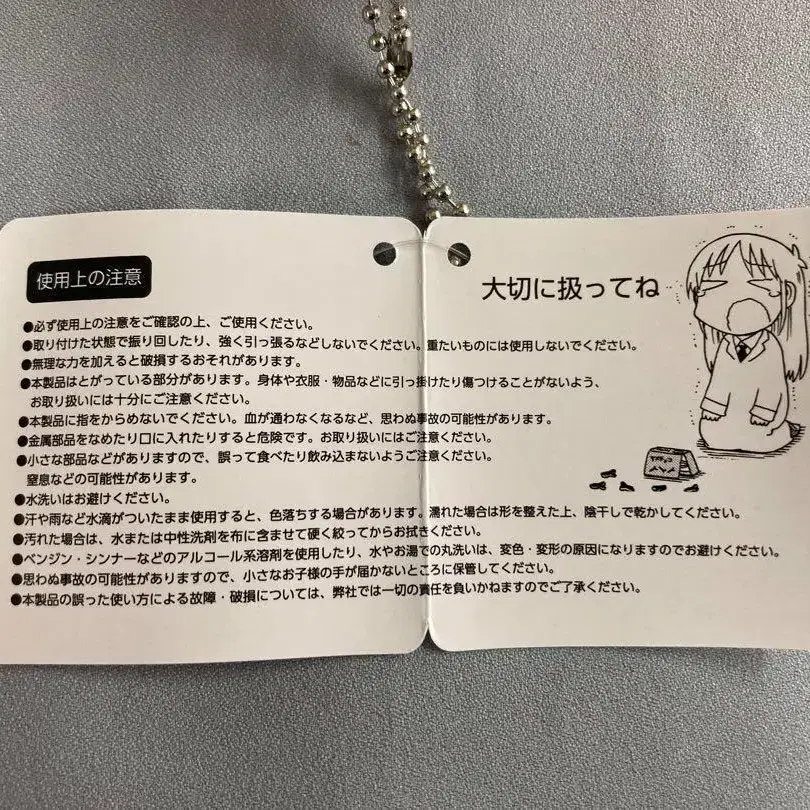 使用上の注意
大切に扱ってね
●必ず使用上の注意をご確認の上、ご使用ください。
●取り付けた状態で振り回したり、強く引っ張るなどしないでください。重たいものには使用しないでください。
●無理な力を加えると破損するおそれがあります。
●本製品はとがっている部分があります。身体や衣服・物品などに引っ掛けたり傷つけることがないよう、
お取り扱いには十分にご注意ください。
●本製品に指をからめないでください。血が通わなくなるなど、思わぬ事故の可能性があります。
●金属部品をなめたり口に入れたりすると危険です。お取り扱いにはご注意ください。
●小さな部品などがありますので、誤って食べたり飲み込まないようご注意ください。
窒息などの可能性があります。
●水洗いはお避けください。
●汗や雨など水滴がついたまま使用すると、色落ちする場合があります。濡れた場合は形を整えた上、陰干しで乾かしてください。
●汚れた場合は、水または中性洗剤を布に含ませて硬く絞ってからお拭きください。
●ベンジン・シンナーなどのアルコール系溶剤を使用したり、水やお湯での丸洗いは、変色・変形の原因になりますのでお避けください。
●思わぬ事故の可能性がありますので、小さなお子様の手が届かないところに保管してください。
●本製品の誤った使い方による故障・破損については、弊社では一切の責任を負いかねますのでご了承ください。